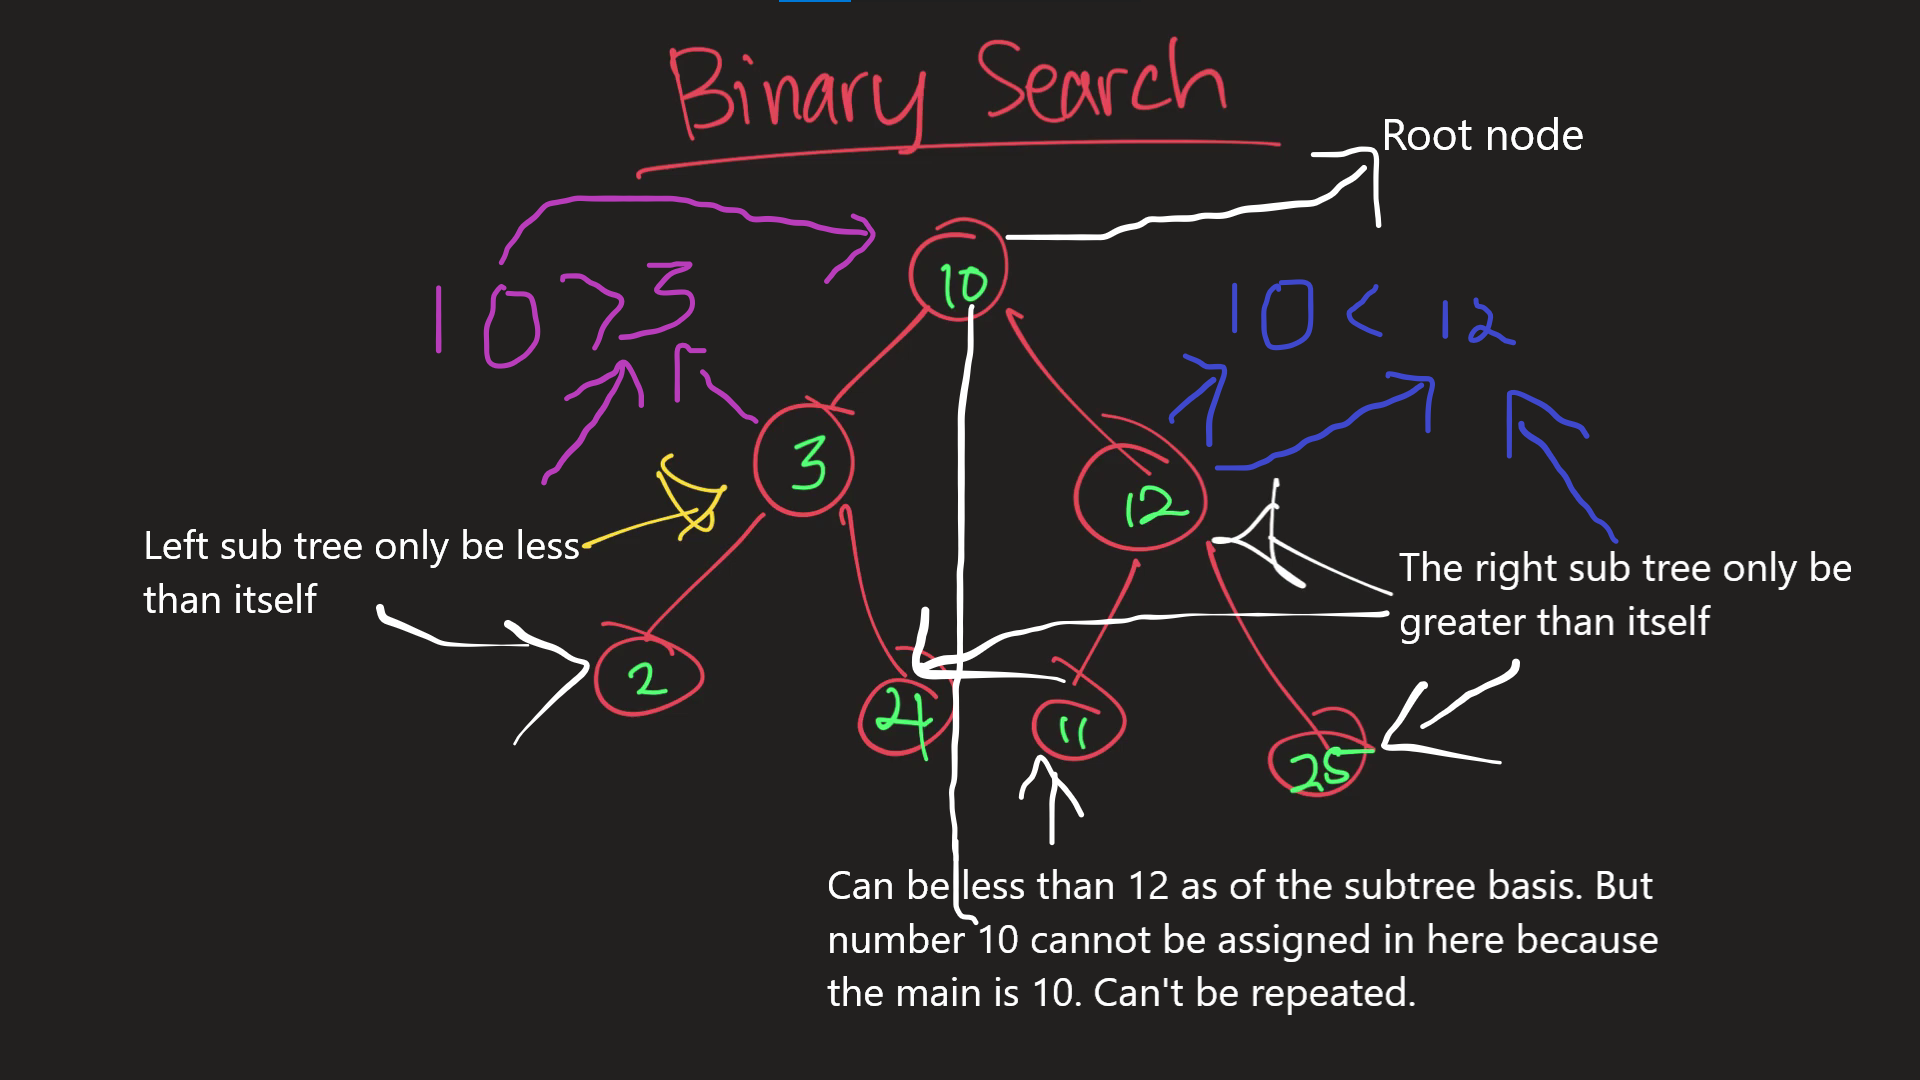 Binary Search
Root node
10
10 > 3
10 < 12
3
12
Left sub tree only be less
than itself
The right sub tree only be
greater than itself
2
11
25
Can be less than 12 as of the subtree basis. But
number 10 cannot be assigned in here because
the main is 10. Can't be repeated.